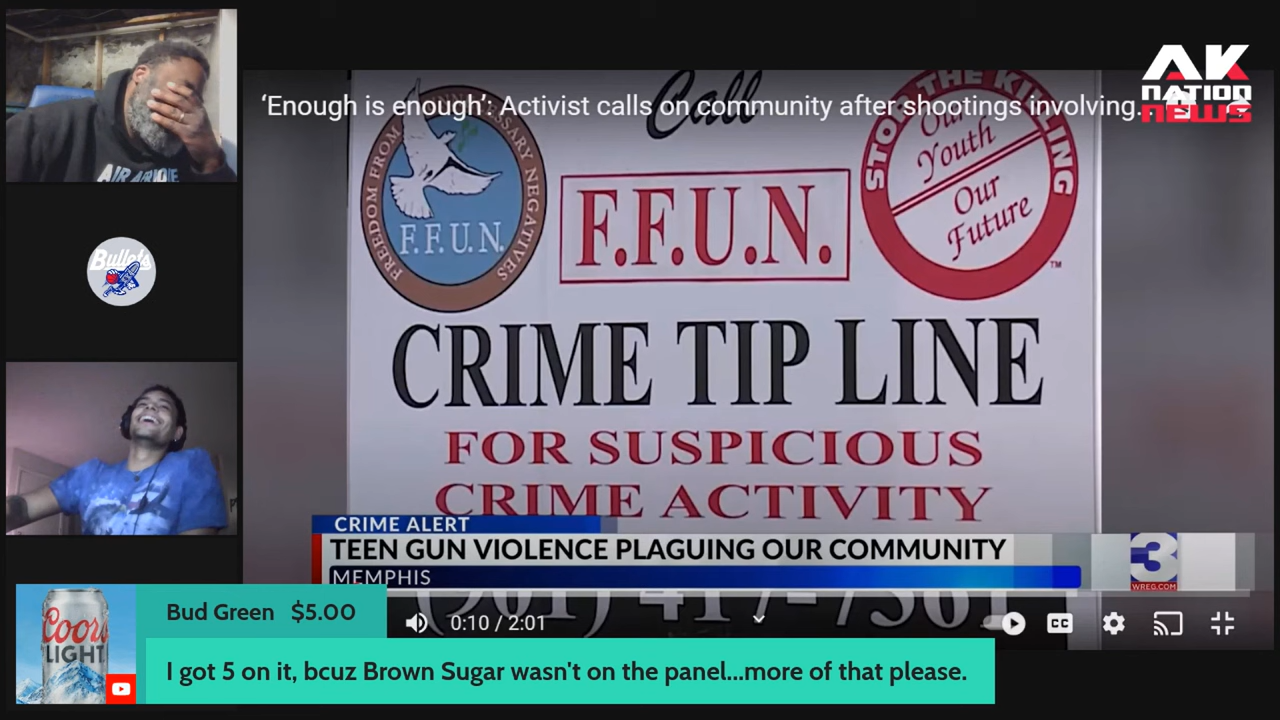 'Enough is enough': Activist calls on community after shootings involving...
AK
NATION
NEWS
Call
F.F.U.N.
FREEDOM FROM UNNECESSARY NEGATIVES
F.F.U.N.
STOP THE KILLING
Our
Youth
Our
Future
TM
CRIME TIP LINE
FOR SUSPICIOUS
CRIME ACTIVITY
Bullets
CRIME ALERT
TEEN GUN VIOLENCE PLAGUING OUR COMMUNITY
MEMPHIS
3
WREG.COM
0:10 / 2:01
CC
Coors
LIGHT
Bud Green $5.00
I got 5 on it, bcuz Brown Sugar wasn't on the panel...more of that please.